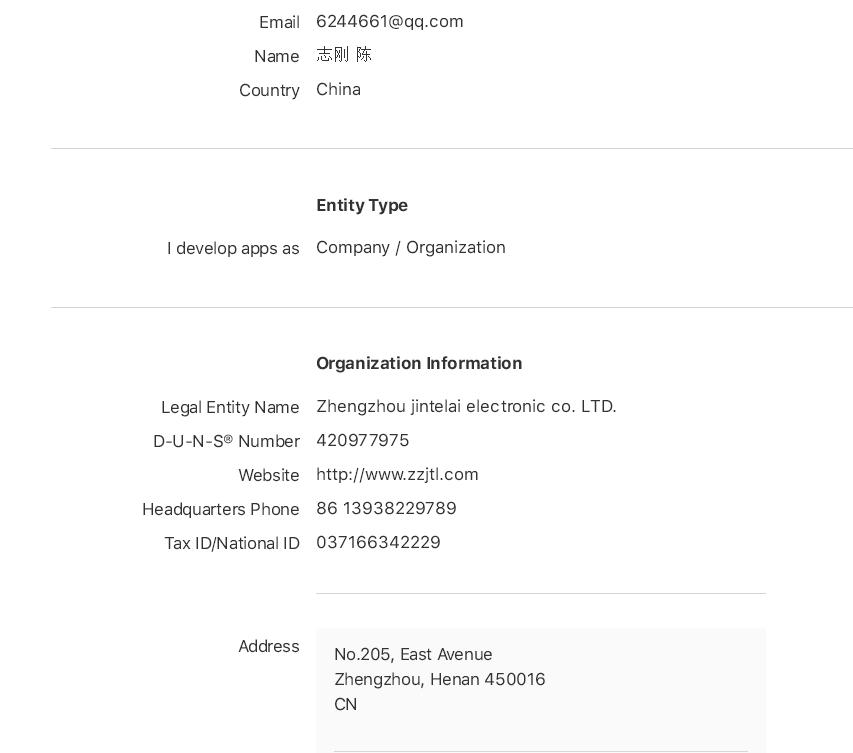 Email 6244661@qq.com
Name 志刚 陈
Country China
Entity Type
I develop apps as Company / Organization
Organization Information
Legal Entity Name Zhengzhou jintelai electronic co. LTD.
D-U-N-S® Number 420977975
Website http://www.zzjtl.com
Headquarters Phone 86 13938229789
Tax ID/National ID 037166342229
Address No.205, East Avenue
Zhengzhou, Henan 450016
CN